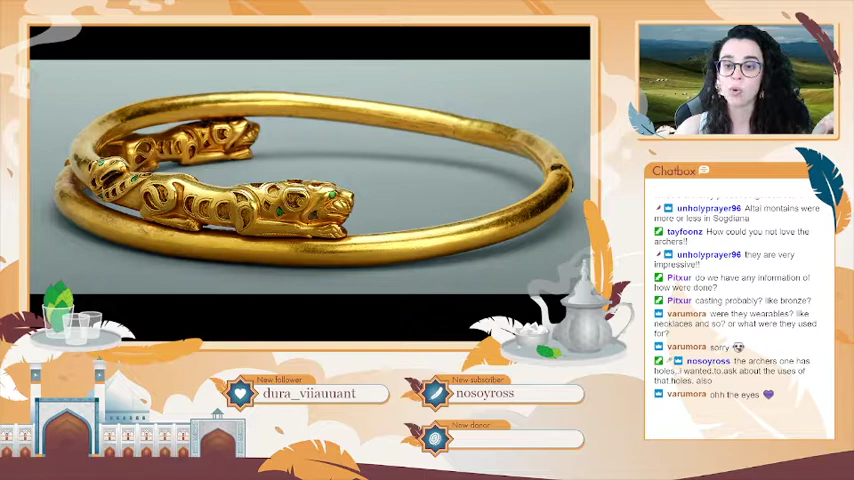 Chatbox
unholyprayer96 Altai montains were
more or less in Sogdiana
tayfoonz How could you not love the
archers!!
unholyprayer96 they are very
impressive!!
Pitxur do we have any information of
how were done?
Pitxur casting probably? like bronze?
varumora were they wearables? like
necklaces and so? or what were they used
for?
varumora sorry
nosoyross the archers one has
holes, i wanted to ask about the uses of
that holes, also
varumora ohh the eyes
New follower
dura_viiauuant
New subscriber
nosoyross
New donor